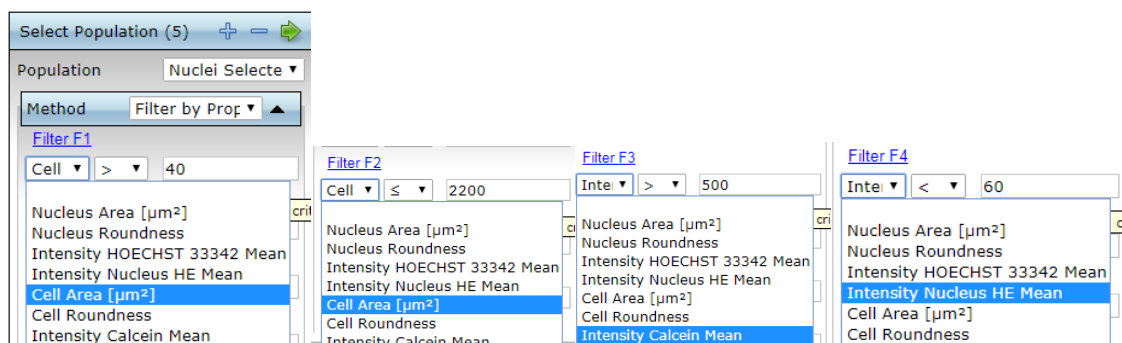 Select Population (5)
Population Nuclei Selecte
Method Filter by Prop
Filter F1
Cell > 40
crit
Nucleus Area [µm²]
Nucleus Roundness
Intensity HOECHST 33342 Mean
Intensity Nucleus HE Mean
Cell Area [µm²]
Cell Roundness
Intensity Calcein Mean
Filter F2
Cell ≤ 2200
Nucleus Area [µm²]
Nucleus Roundness
Intensity HOECHST 33342 Mean
Intensity Nucleus HE Mean
Cell Area [µm²]
Cell Roundness
Intensity Calcein Mean
Filter F3
Inte > 500
cri
Nucleus Area [µm²]
Nucleus Roundness
Intensity HOECHST 33342 Mean
Intensity Nucleus HE Mean
Cell Area [µm²]
Cell Roundness
Intensity Calcein Mean
Filter F4
Inte < 60
Nucleus Area [µm²]
Nucleus Roundness
Intensity HOECHST 33342 Mean
Intensity Nucleus HE Mean
Cell Area [µm²]
Cell Roundness